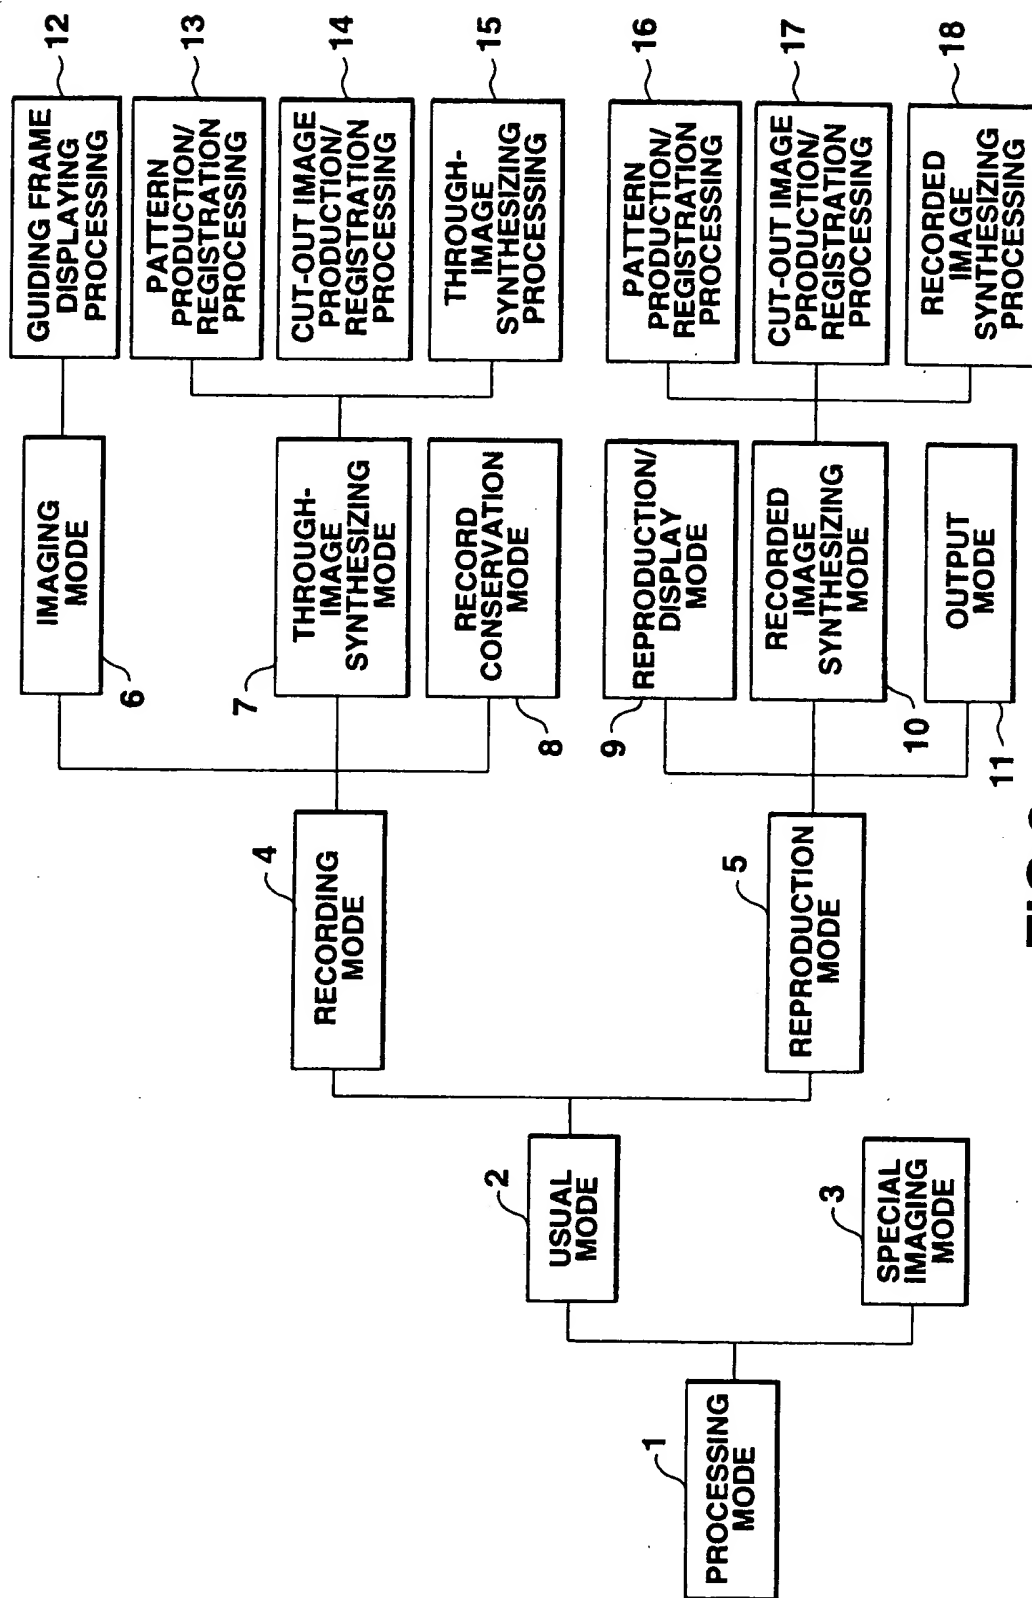 1
PROCESSING
MODE
2
USUAL
MODE
3
SPECIAL
IMAGING
MODE
4
RECORDING
MODE
5
REPRODUCTION
MODE
6
IMAGING
MODE
7
THROUGH-
IMAGE
SYNTHESIZING
MODE
8
RECORD
CONSERVATION
MODE
9
REPRODUCTION/
DISPLAY
MODE
10
RECORDED
IMAGE
SYNTHESIZING
MODE
11
OUTPUT
MODE
12
GUIDING FRAME
DISPLAYING
PROCESSING
13
PATTERN
PRODUCTION/
REGISTRATION
PROCESSING
14
CUT-OUT IMAGE
PRODUCTION/
REGISTRATION
PROCESSING
15
THROUGH-
IMAGE
SYNTHESIZING
PROCESSING
16
PATTERN
PRODUCTION/
REGISTRATION
PROCESSING
17
CUT-OUT IMAGE
PRODUCTION/
REGISTRATION
PROCESSING
18
RECORDED
IMAGE
SYNTHESIZING
PROCESSING